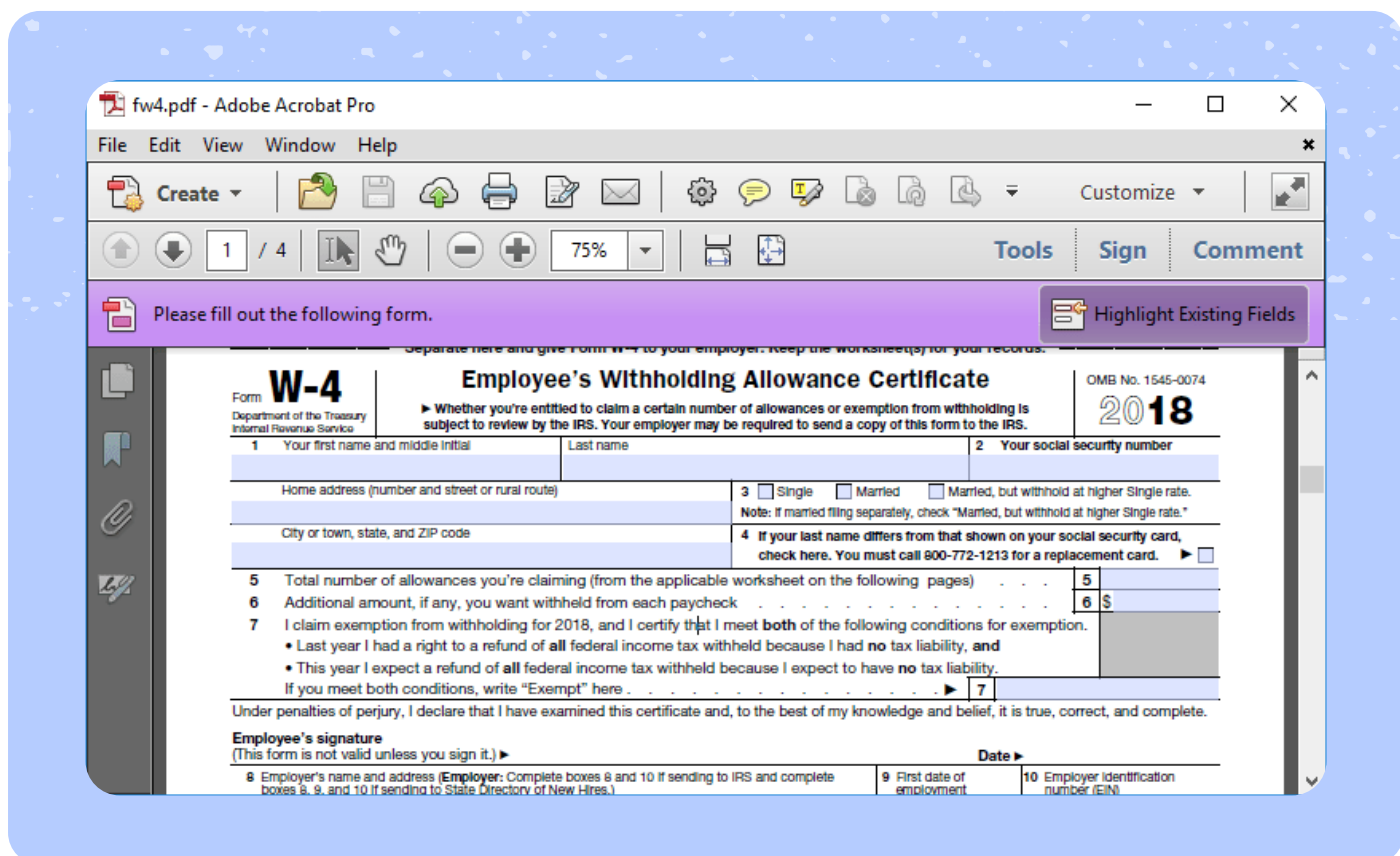 fw4.pdf - Adobe Acrobat Pro
File Edit View Window Help
Create Customize
1 / 4 75% Tools Sign Comment
Please fill out the following form. Highlight Existing Fields
Separate here and give Form W-4 to your employer. Keep the worksheet(s) for your records.
Form W-4
Department of the Treasury
Internal Revenue Service
Employee's Withholding Allowance Certificate
▶ Whether you're entitled to claim a certain number of allowances or exemption from withholding is
subject to review by the IRS. Your employer may be required to send a copy of this form to the IRS.
OMB No. 1545-0074
2018
1 Your first name and middle initial
Last name
2 Your social security number
Home address (number and street or rural route)
3 Single Married Married, but withhold at higher Single rate.
Note: If married filing separately, check "Married, but withhold at higher Single rate."
City or town, state, and ZIP code
4 If your last name differs from that shown on your social security card,
check here. You must call 800-772-1213 for a replacement card. ▶
5 Total number of allowances you're claiming (from the applicable worksheet on the following pages) . . . 5
6 Additional amount, if any, you want withheld from each paycheck . . . . . . . . . . . . . . 6 $
7 I claim exemption from withholding for 2018, and I certify that I meet both of the following conditions for exemption.
• Last year I had a right to a refund of all federal income tax withheld because I had no tax liability, and
• This year I expect a refund of all federal income tax withheld because I expect to have no tax liability.
If you meet both conditions, write "Exempt" here . . . . . . . . . . . . . . . ▶ 7
Under penalties of perjury, I declare that I have examined this certificate and, to the best of my knowledge and belief, it is true, correct, and complete.
Employee's signature
(This form is not valid unless you sign it.) ▶ Date ▶
8 Employer's name and address (Employer: Complete boxes 8 and 10 if sending to IRS and complete
boxes 8, 9, and 10 if sending to State Directory of New Hires.)
9 First date of
employment
10 Employer identification
number (EIN)